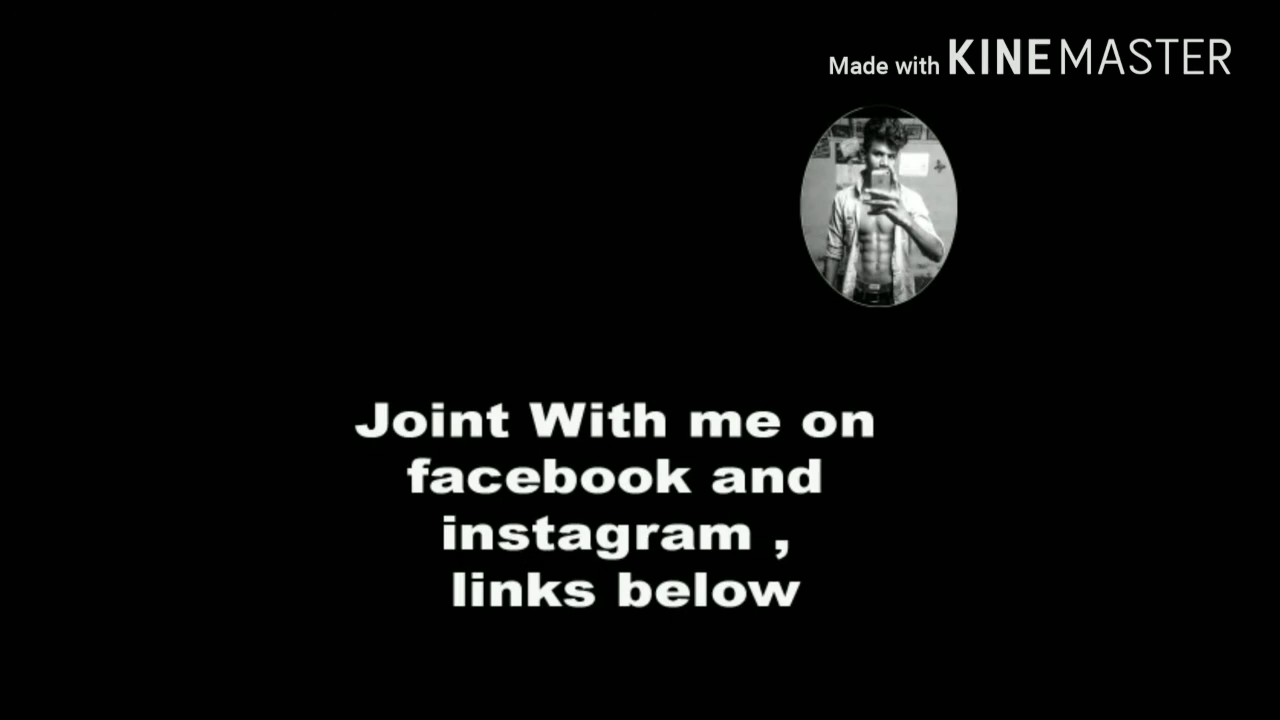 Made with KINEMASTER
Joint With me on
facebook and
instagram ,
links below